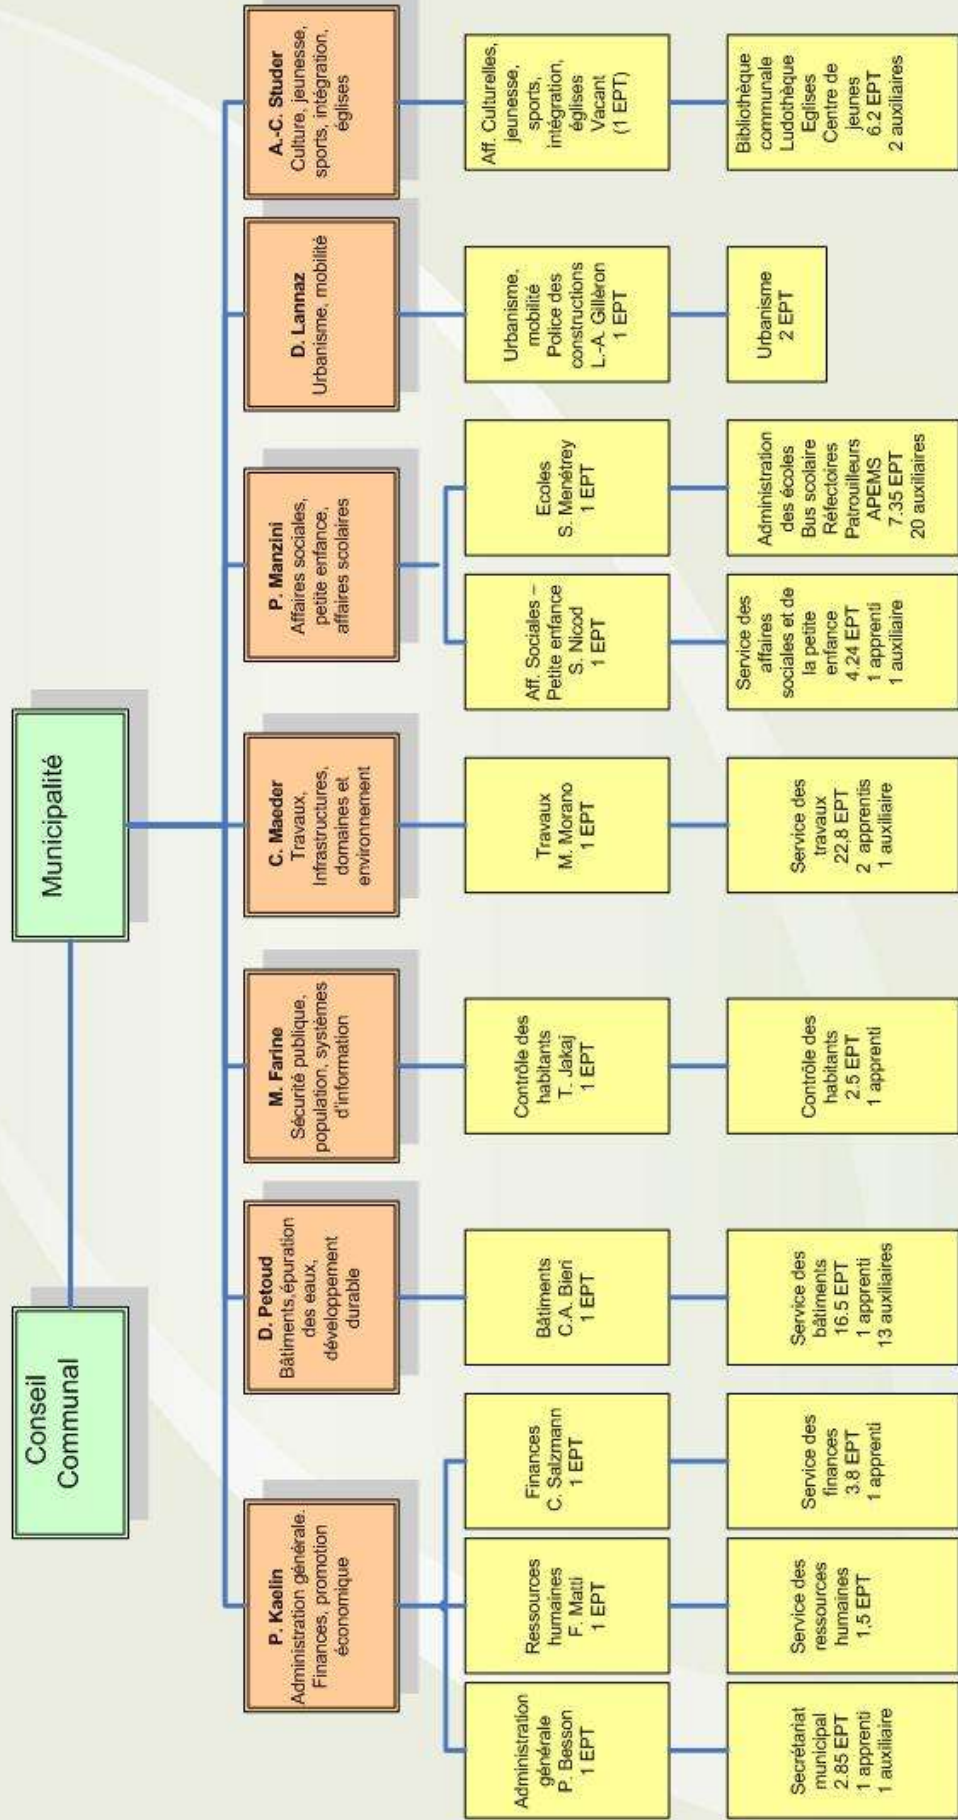 Conseil
Communal
Municipalité
P. Kaelin
Administration générale.
Finances, promotion
économique
D. Petoud
Bâtiments,épuration
des eaux,
développement
durable
M. Farine
Sécurité publique,
population, systèmes
d'information
C. Maeder
Travaux,
Infrastructures,
domaines et
environnement
P. Manzini
Affaires sociales,
petite enfance,
affaires scolaires
D. Lannaz
Urbanisme, mobilité
A.-C. Studer
Culture, jeunesse,
sports, intégration,
églises
Administration
générale
P. Besson
1 EPT
Ressources
humaines
F. Matti
1 EPT
Finances
C. Salzmann
1 EPT
Bâtiments
C.A. Bieri
1 EPT
Contrôle des
habitants
T. Jakaj
1 EPT
Travaux
M. Morano
1 EPT
Aff. Sociales –
Petite enfance
S. Nicod
1 EPT
Ecoles
S. Menétrey
1 EPT
Urbanisme,
mobilité
Police des
constructions
L.-A. Gilléron
1 EPT
Aff. Culturelles,
jeunesse,
sports,
intégration,
églises
Vacant
(1 EPT)
Secrétariat
municipal
2.85 EPT
1 apprenti
1 auxiliaire
Service des
ressources
humaines
1,5 EPT
Service des
finances
3.8 EPT
1 apprenti
Service des
bâtiments
16.5 EPT
1 apprenti
13 auxiliaires
Contrôle des
habitants
2.5 EPT
1 apprenti
Service des
travaux
22,8 EPT
2 apprentis
1 auxiliaire
Service des
affaires
sociales et de
la petite
enfance
4.24 EPT
1 apprenti
1 auxiliaire
Administration
des écoles
Bus scolaire
Réfectoires
Patrouilleurs
APEMS
7.35 EPT
20 auxiliaires
Urbanisme
2 EPT
Bibliothèque
communale
Ludothèque
Eglises
Centre de
jeunes
6.2 EPT
2 auxiliaires